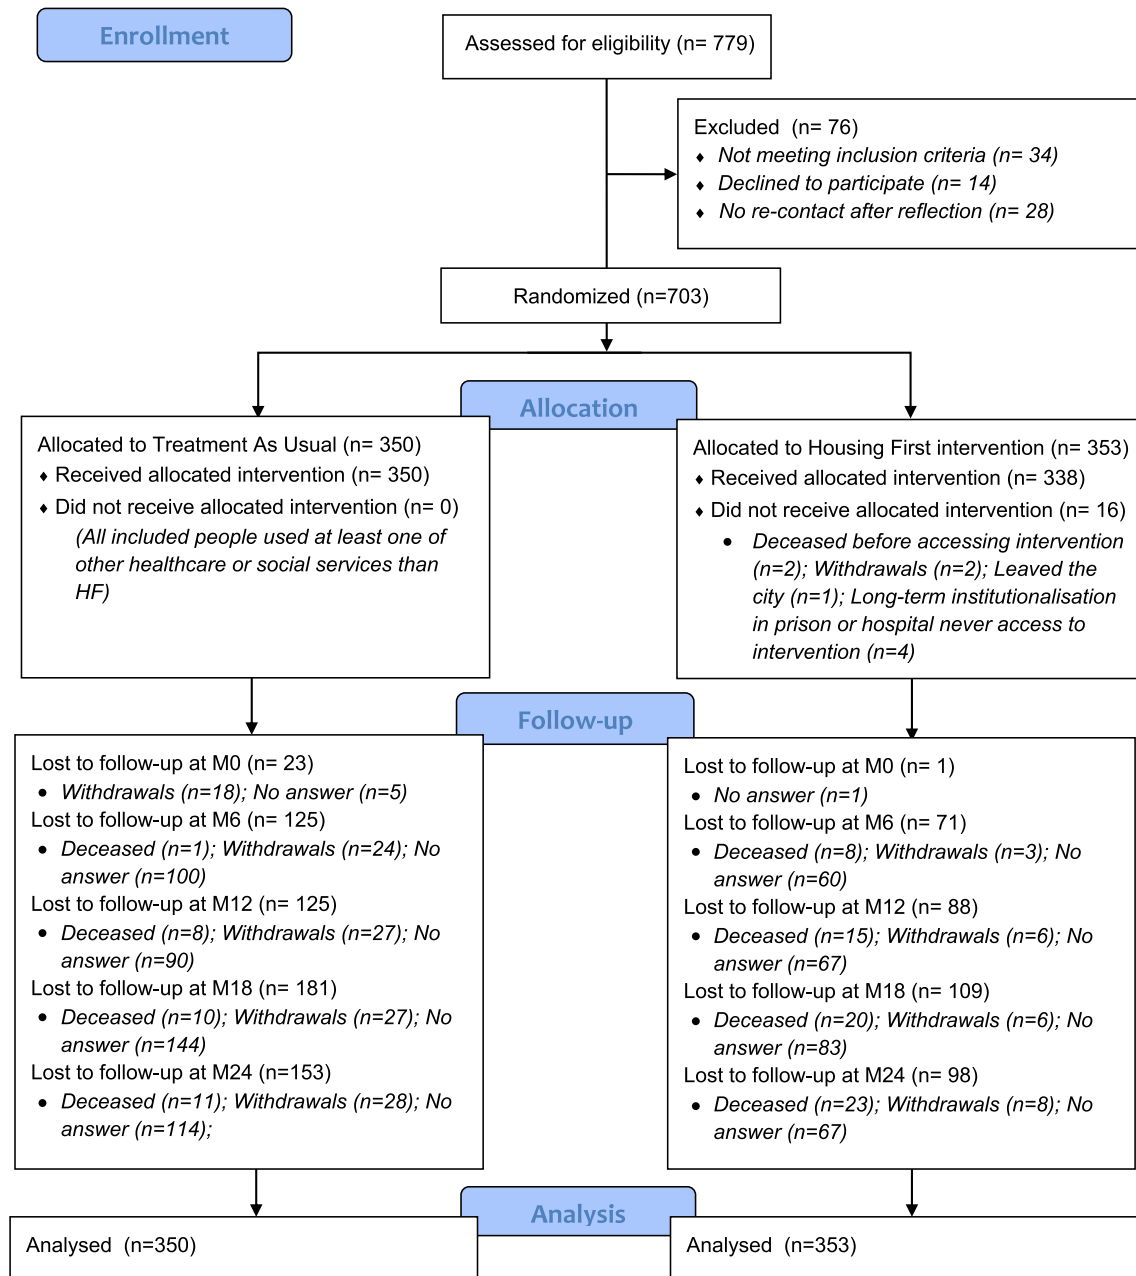 Enrollment
Assessed for eligibility (n= 779)
Excluded (n= 76)
♦ Not meeting inclusion criteria (n= 34)
♦ Declined to participate (n= 14)
♦ No re-contact after reflection (n= 28)
Randomized (n=703)
Allocation
Allocated to Treatment As Usual (n= 350)
♦ Received allocated intervention (n= 350)
♦ Did not receive allocated intervention (n= 0)
(All included people used at least one of
other healthcare or social services than
HF)
Allocated to Housing First intervention (n= 353)
♦ Received allocated intervention (n= 338)
♦ Did not receive allocated intervention (n= 16)
• Deceased before accessing intervention
(n=2); Withdrawals (n=2); Leaved the
city (n=1); Long-term institutionalisation
in prison or hospital never access to
intervention (n=4)
Follow-up
Lost to follow-up at M0 (n= 23)
• Withdrawals (n=18); No answer (n=5)
Lost to follow-up at M6 (n= 125)
• Deceased (n=1); Withdrawals (n=24); No
answer (n=100)
Lost to follow-up at M12 (n= 125)
• Deceased (n=8); Withdrawals (n=27); No
answer (n=90)
Lost to follow-up at M18 (n= 181)
• Deceased (n=10); Withdrawals (n=27); No
answer (n=144)
Lost to follow-up at M24 (n=153)
• Deceased (n=11); Withdrawals (n=28); No
answer (n=114);
Lost to follow-up at M0 (n= 1)
• No answer (n=1)
Lost to follow-up at M6 (n= 71)
• Deceased (n=8); Withdrawals (n=3); No
answer (n=60)
Lost to follow-up at M12 (n= 88)
• Deceased (n=15); Withdrawals (n=6); No
answer (n=67)
Lost to follow-up at M18 (n= 109)
• Deceased (n=20); Withdrawals (n=6); No
answer (n=83)
Lost to follow-up at M24 (n= 98)
• Deceased (n=23); Withdrawals (n=8); No
answer (n=67)
Analysis
Analysed (n=350)
Analysed (n=353)